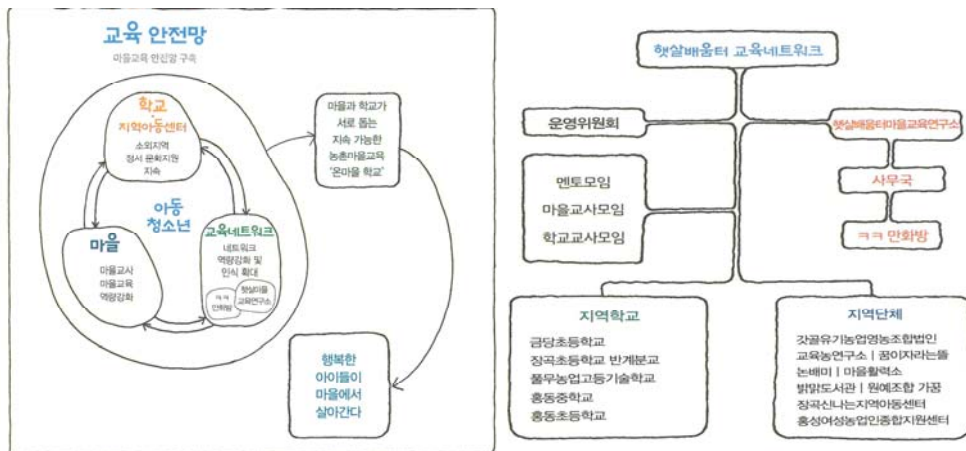 교육 안전망
마을교육 안전망 구축
학교
지역아동센터
소외지역
정서 문화지원
지속
아동
청소년
마을
마을교사
마을교육
역량강화
교육네트워크
네트워크
역량강화 및
인식 확대
ㅋㅋ
만화방
햇살마을
교육연구소
마을과 학교가
서로 돕는
지속 가능한
농촌마을교육
'온마을 학교'
행복한
아이들이
마을에서
살아간다
햇살배움터 교육네트워크
운영위원회
햇살배움터마을교육연구소
멘토모임
마을교사모임
학교교사모임
사무국
ㅋㅋ 만화방
지역학교
금당초등학교
장곡초등학교 반계분교
풀무농업고등기술학교
홍동중학교
홍동초등학교
지역단체
갓골유기농업영농조합법인
교육농연구소 | 꿈이자라는뜰
논배미 | 마을활력소
밝맑도서관 | 원예조합 가꿈
장곡신나는지역아동센터
홍성여성농업인종합지원센터